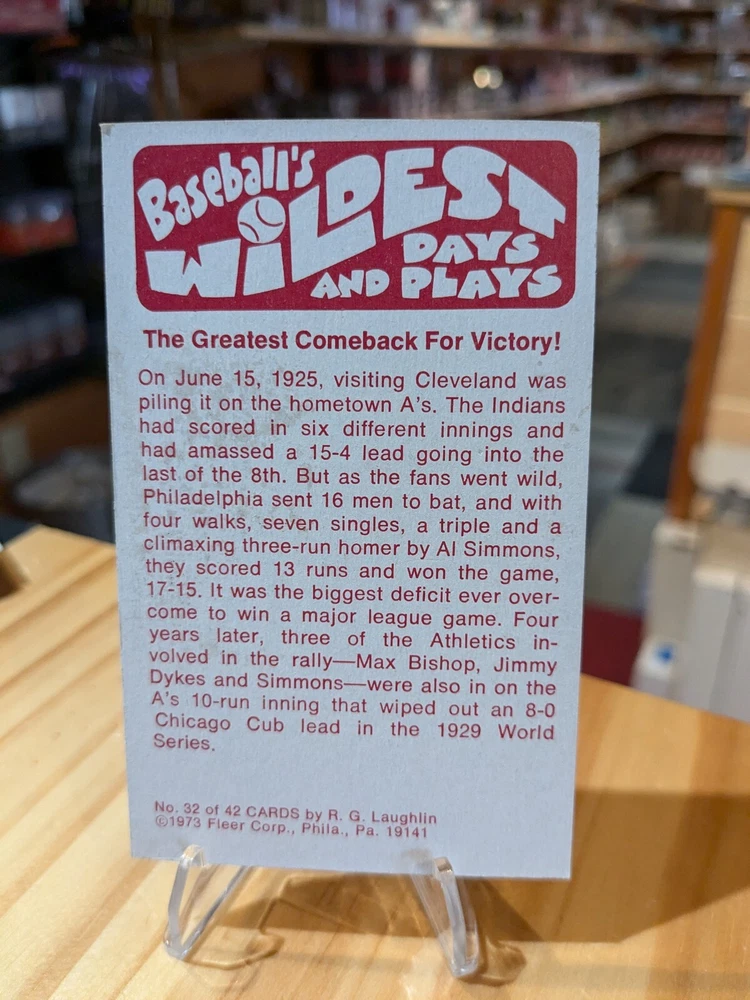 Baseball's
WiLDEST
DAYS
AND PLAYS
The Greatest Comeback For Victory!
On June 15, 1925, visiting Cleveland was
piling it on the hometown A's. The Indians
had scored in six different innings and
had amassed a 15-4 lead going into the
last of the 8th. But as the fans went wild,
Philadelphia sent 16 men to bat, and with
four walks, seven singles, a triple and a
climaxing three-run homer by Al Simmons,
they scored 13 runs and won the game,
17-15. It was the biggest deficit ever over-
come to win a major league game. Four
years later, three of the Athletics in-
volved in the rally—Max Bishop, Jimmy
Dykes and Simmons—were also in on the
A's 10-run inning that wiped out an 8-0
Chicago Cub lead in the 1929 World
Series.
No. 32 of 42 CARDS by R. G. Laughlin
©1973 Fleer Corp., Phila., Pa. 19141